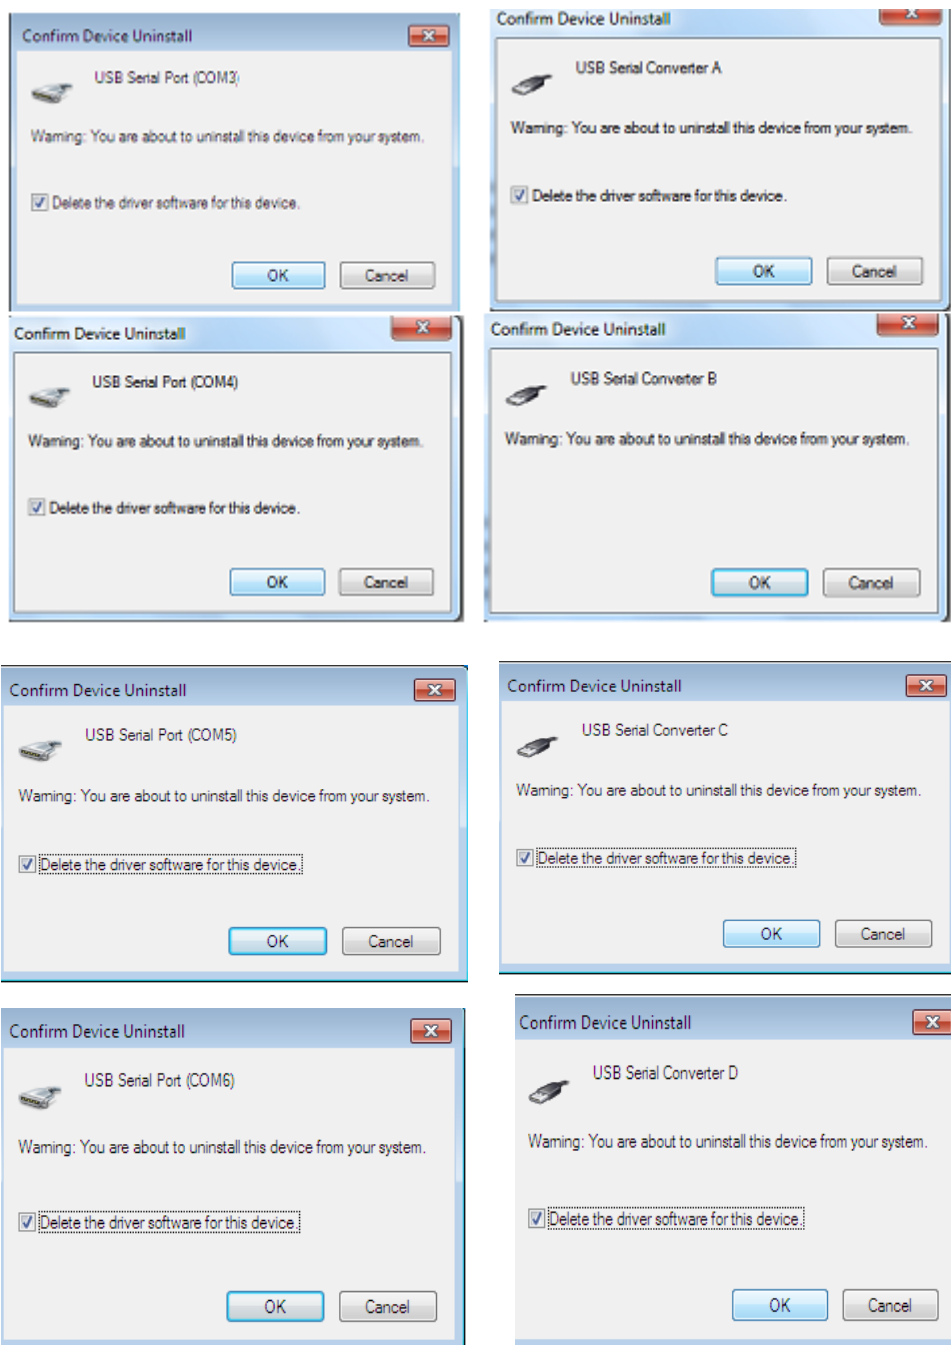 Confirm Device Uninstall
USB Serial Port (COM3)
Warning: You are about to uninstall this device from your system.
Delete the driver software for this device.
OK
Cancel
Confirm Device Uninstall
USB Serial Converter A
Warning: You are about to uninstall this device from your system.
Delete the driver software for this device.
OK
Cancel
Confirm Device Uninstall
USB Serial Port (COM4)
Warning: You are about to uninstall this device from your system.
Delete the driver software for this device.
OK
Cancel
Confirm Device Uninstall
USB Serial Converter B
Warning: You are about to uninstall this device from your system.
OK
Cancel
Confirm Device Uninstall
USB Serial Port (COM5)
Warning: You are about to uninstall this device from your system.
Delete the driver software for this device.
OK
Cancel
Confirm Device Uninstall
USB Serial Converter C
Warning: You are about to uninstall this device from your system.
Delete the driver software for this device.
OK
Cancel
Confirm Device Uninstall
USB Serial Port (COM6)
Warning: You are about to uninstall this device from your system.
Delete the driver software for this device.
OK
Cancel
Confirm Device Uninstall
USB Serial Converter D
Warning: You are about to uninstall this device from your system.
Delete the driver software for this device.
OK
Cancel